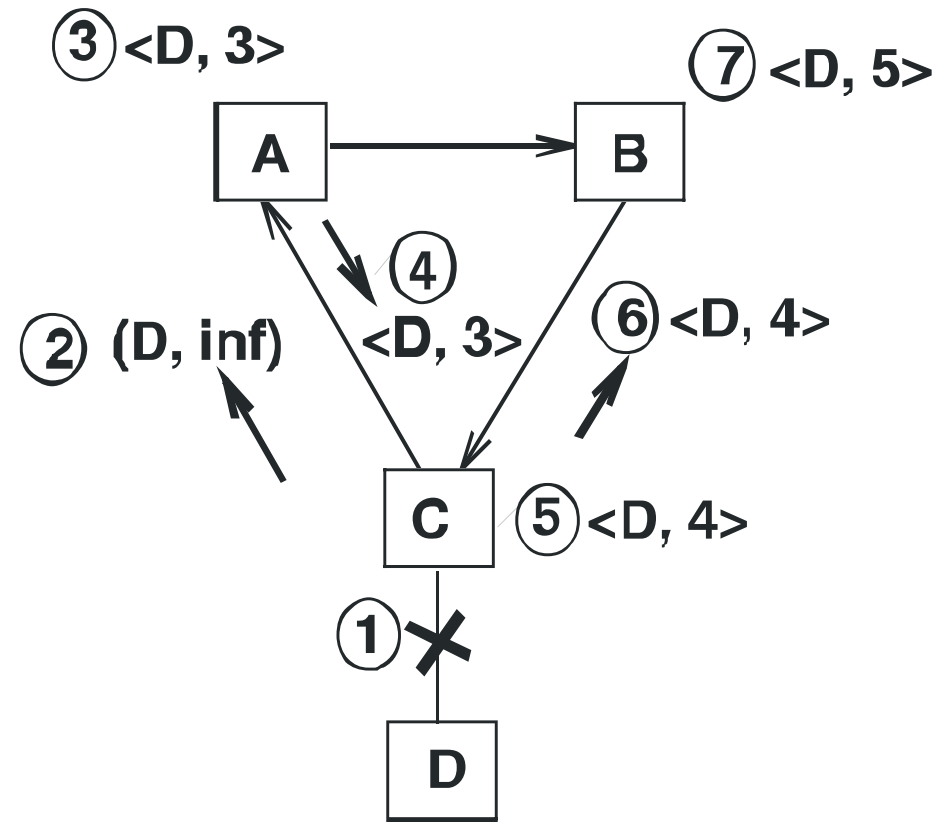 3 <D, 3>
7 <D, 5>
A
B
4
<D, 3>
6 <D, 4>
2 (D, inf)
C
5 <D, 4>
1
D